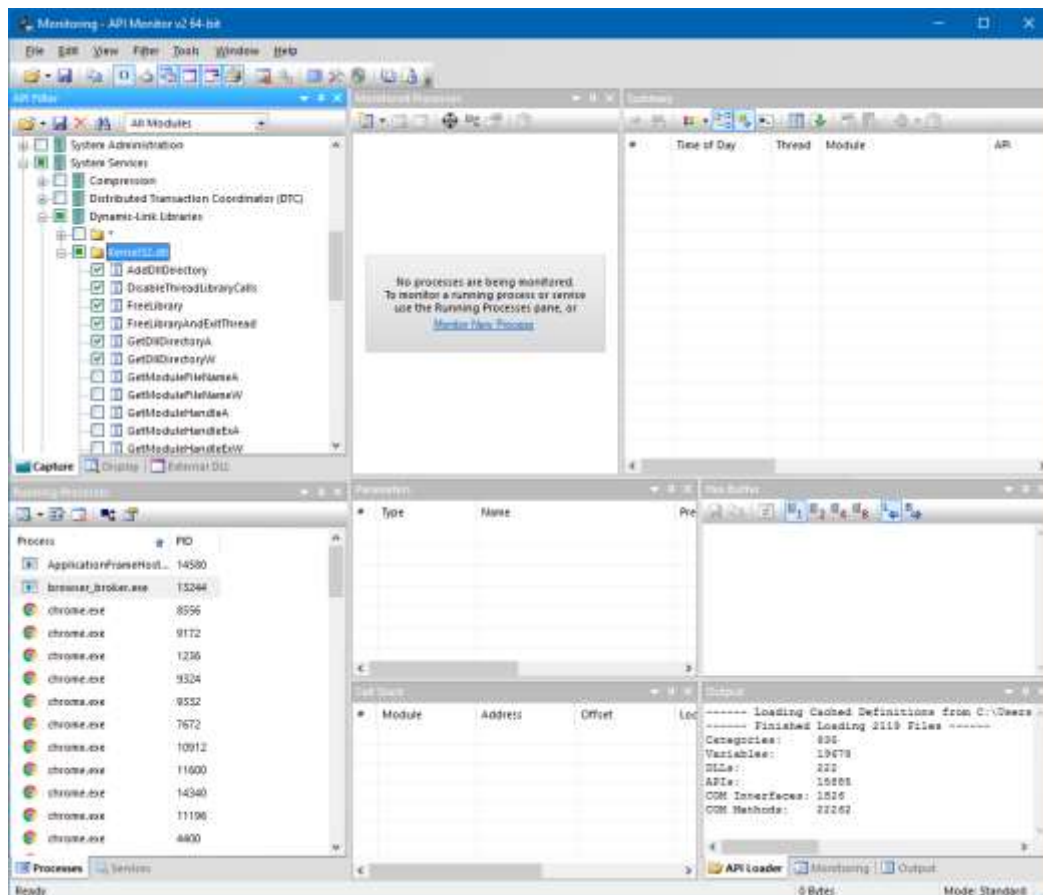 Monitoring - API Monitor v2 64-bit
File Edit View Filter Tools Window Help
API Filter
All Modules
System Administration
System Services
Compression
Distributed Transaction Coordinator (DTC)
Dynamic-Link Libraries
*
Kernel32.dll
AddDllDirectory
DisableThreadLibraryCalls
FreeLibrary
FreeLibraryAndExitThread
GetDllDirectoryA
GetDllDirectoryW
GetModuleFileNameA
GetModuleFileNameW
GetModuleHandleA
GetModuleHandleExA
GetModuleHandleExW
Capture Display External DLL
Monitored Processes
No processes are being monitored.
To monitor a running process or service
use the Running Processes pane, or
Monitor New Process
Summary
# Time of Day Thread Module API
Running Processes
Process PID
ApplicationFrameHost... 14580
browser_broker.exe 13244
chrome.exe 8556
chrome.exe 9172
chrome.exe 1236
chrome.exe 9324
chrome.exe 9532
chrome.exe 7672
chrome.exe 10912
chrome.exe 11600
chrome.exe 14340
chrome.exe 11196
chrome.exe 4400
Processes Services
Parameters
# Type Name Pre
Hex Buffer
Call Stack
# Module Address Offset Loc
Output
------ Loading Cached Definitions from C:\Users
------ Finished Loading 2119 Files ------
Categories: 836
Variables: 19678
DLLs: 222
APIs: 15885
COM Interfaces: 1826
COM Methods: 22262
API Loader Monitoring Output
Ready 0 Bytes Mode: Standard